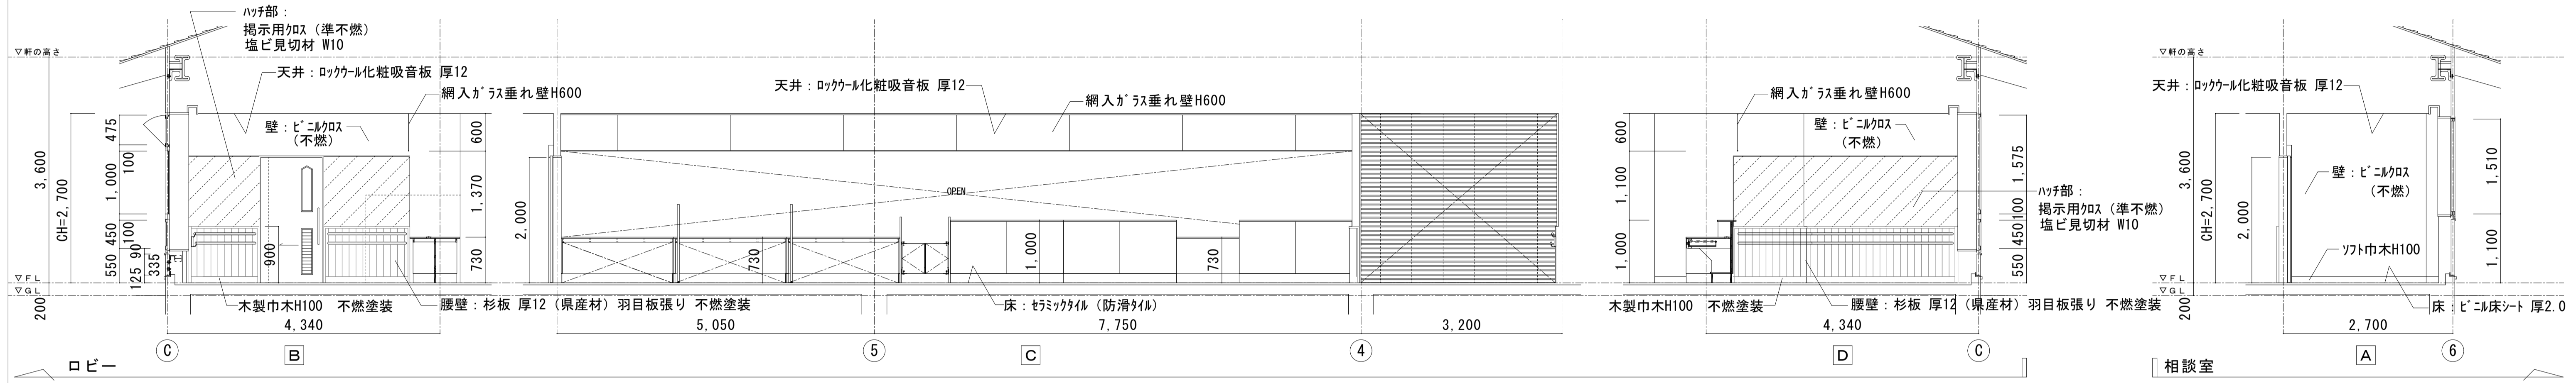 ハッチ部：
掲示用クロス（準不燃）
塩ビ見切材 W10
▽軒の高さ
天井：ロックウール化粧吸音板 厚12
網入ガラス垂れ壁H600
壁：ビニルクロス
（不燃）
3,600
CH=2,700
475
100
1,000
100
450
90
550
335
125
900
600
1,370
730
▽FL
▽GL
200
木製巾木H100 不燃塗装
腰壁：杉板 厚12（県産材）羽目板張り 不燃塗装
4,340
C
B
ロビー
天井：ロックウール化粧吸音板 厚12
網入ガラス垂れ壁H600
2,000
OPEN
730
1,000
730
床：セラミックタイル（防滑タイル）
5,050
7,750
3,200
5
C
4
網入ガラス垂れ壁H600
壁：ビニルクロス
（不燃）
600
1,100
1,000
1,575
100
450
550
ハッチ部：
掲示用クロス（準不燃）
塩ビ見切材 W10
木製巾木H100 不燃塗装
腰壁：杉板 厚12（県産材）羽目板張り 不燃塗装
4,340
D
C
▽軒の高さ
天井：ロックウール化粧吸音板 厚12
3,600
CH=2,700
2,000
壁：ビニルクロス
（不燃）
1,510
1,100
ソフト巾木H100
▽FL
▽GL
200
床：ビニル床シート 厚2.0
2,700
A
6
相談室